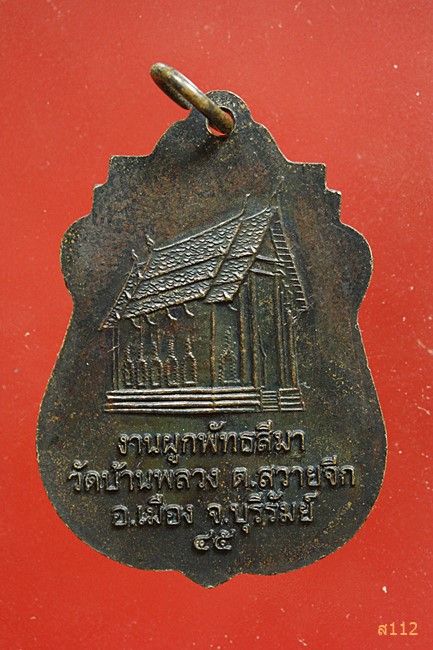 งานผูกพัทธสีมา
วัดบ้านพลวง ต.สวายจีก
อ.เมือง จ.บุรีรัมย์
๔๕
ส112